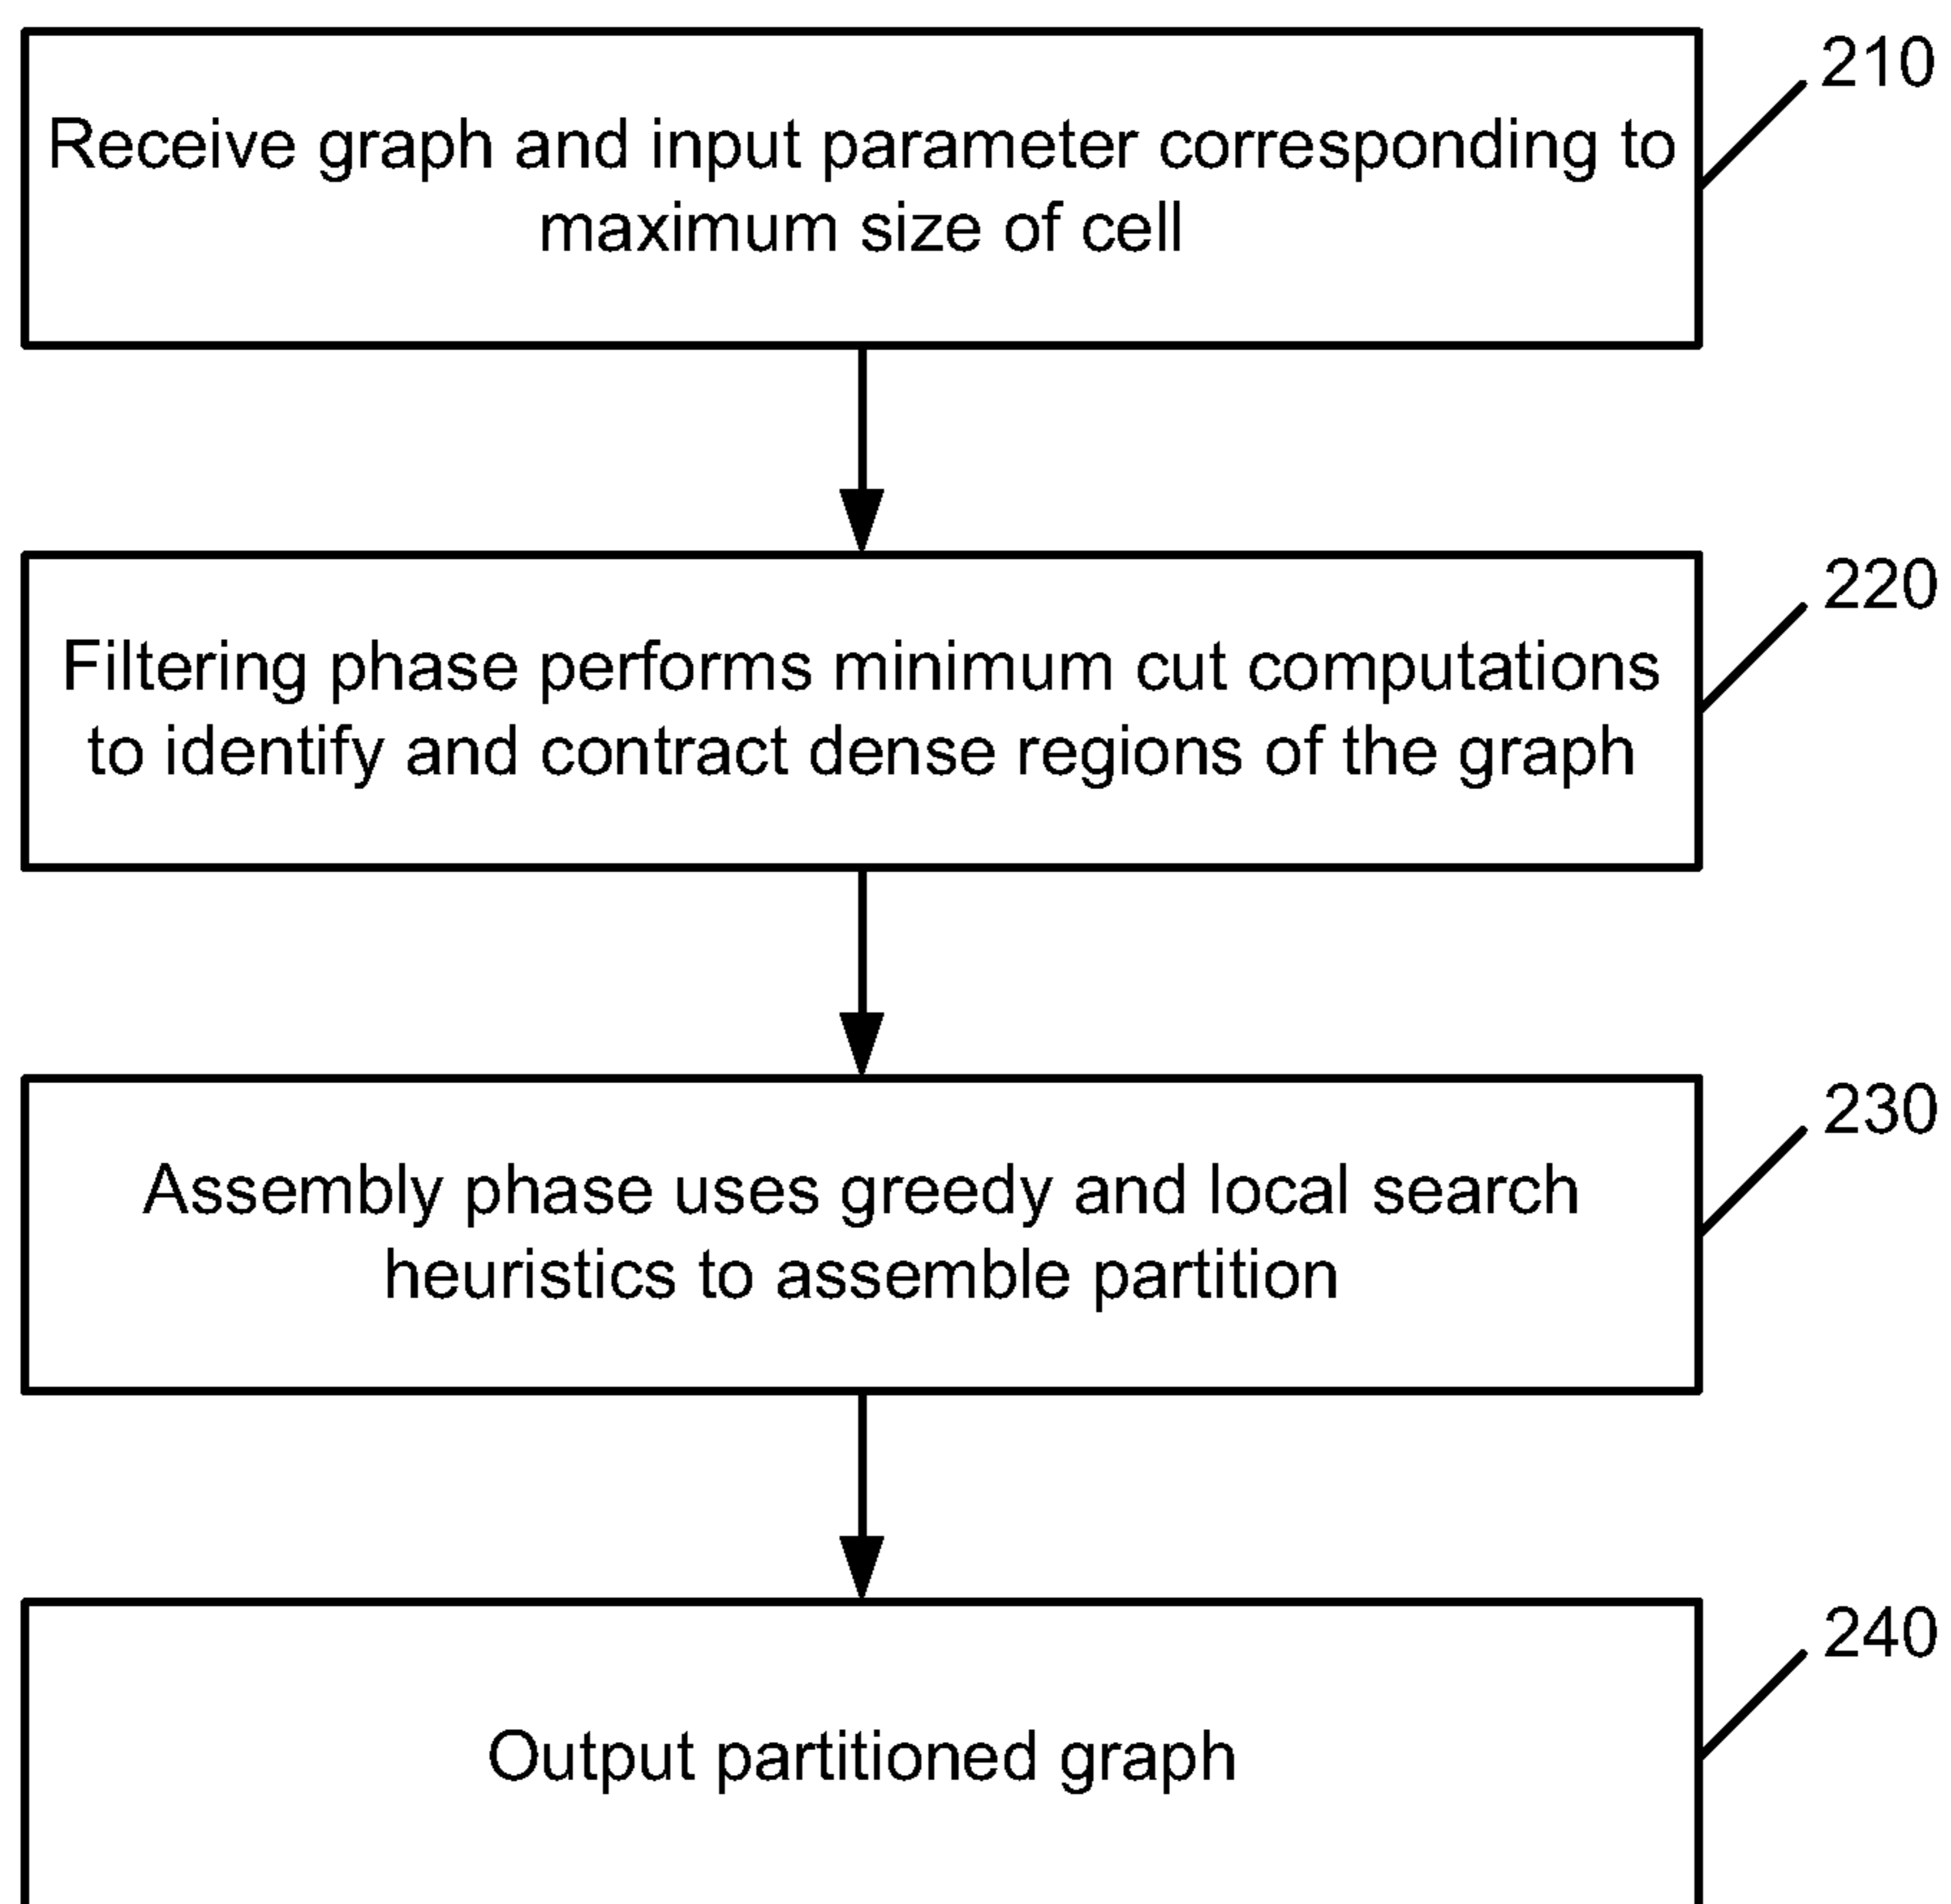 210
Receive graph and input parameter corresponding to
maximum size of cell
220
Filtering phase performs minimum cut computations
to identify and contract dense regions of the graph
230
Assembly phase uses greedy and local search
heuristics to assemble partition
240
Output partitioned graph